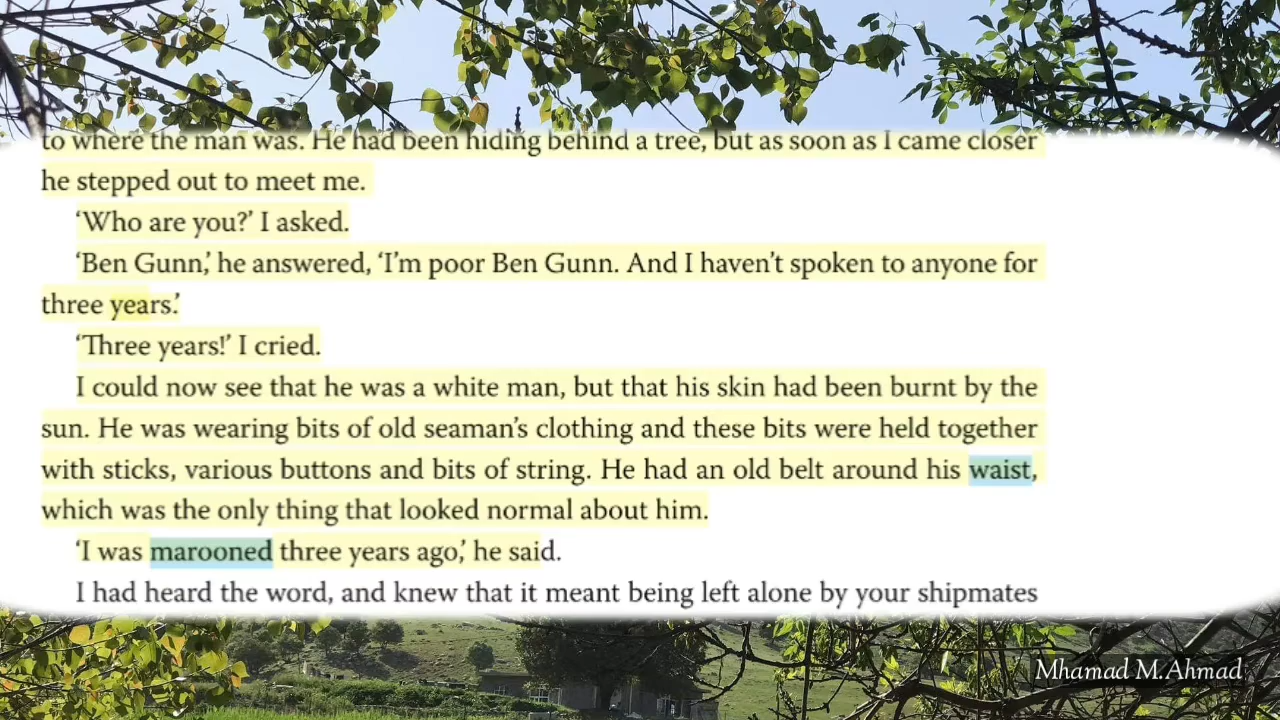 to where the man was. He had been hiding behind a tree, but as soon as I came closer
he stepped out to meet me.
‘Who are you?’ I asked.
‘Ben Gunn,’ he answered, ‘I’m poor Ben Gunn. And I haven’t spoken to anyone for
three years.’
‘Three years!’ I cried.
I could now see that he was a white man, but that his skin had been burnt by the
sun. He was wearing bits of old seaman’s clothing and these bits were held together
with sticks, various buttons and bits of string. He had an old belt around his waist,
which was the only thing that looked normal about him.
‘I was marooned three years ago,’ he said.
I had heard the word, and knew that it meant being left alone by your shipmates
Mhamad M.Ahmad